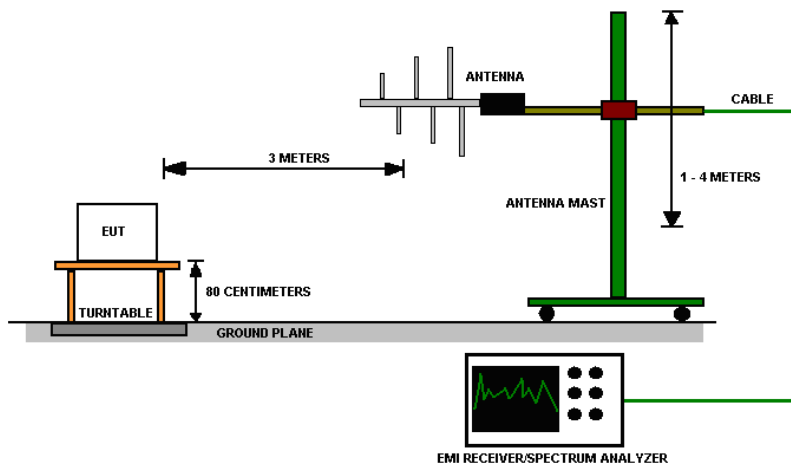 ANTENNA
CABLE
3 METERS
1 - 4 METERS
ANTENNA MAST
EUT
80 CENTIMETERS
TURNTABLE
GROUND PLANE
EMI RECEIVER/SPECTRUM ANALYZER